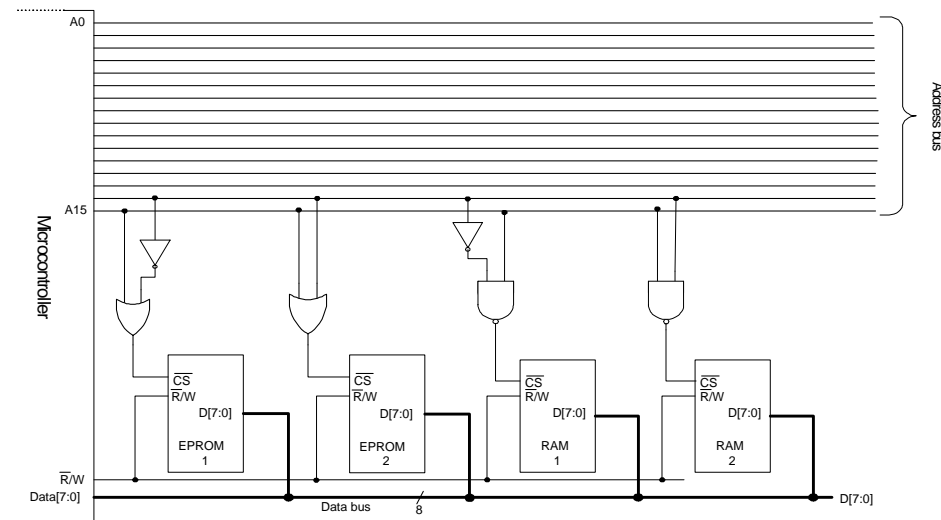 A0
Address bus
A15
Microcontroller
CS
R/W
D[7:0]
EPROM
1
CS
R/W
D[7:0]
EPROM
2
CS
R/W
D[7:0]
RAM
1
CS
R/W
D[7:0]
RAM
2
R/W
Data[7:0]
Data bus
8
D[7:0]